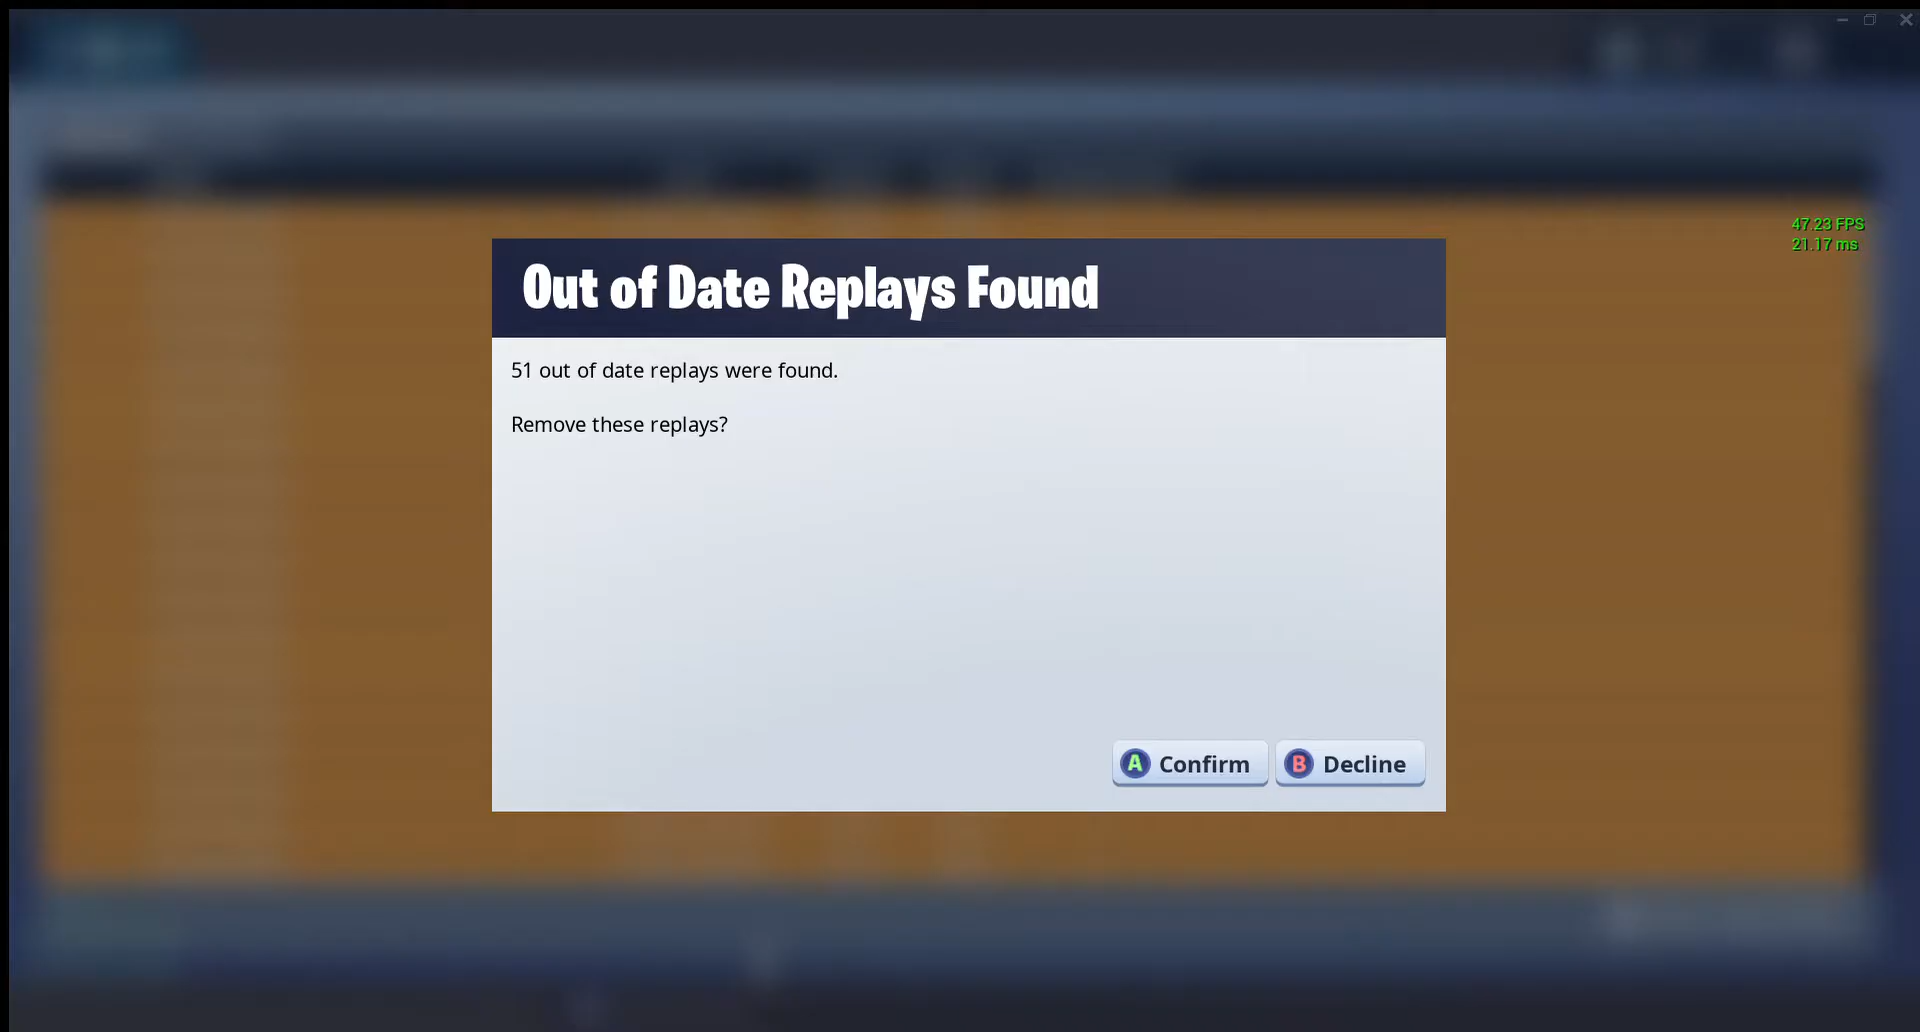 47.23 FPS
21.17 ms
Out of Date Replays Found
51 out of date replays were found.
Remove these replays?
A Confirm
B Decline